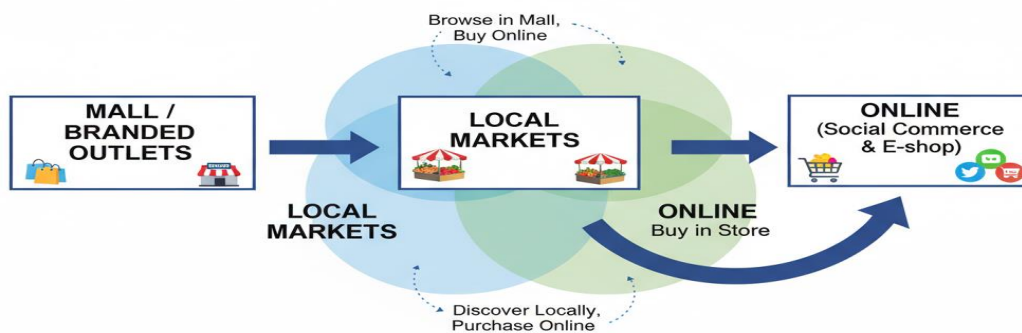 Browse in Mall,
Buy Online
MALL /
BRANDED
OUTLETS
LOCAL
MARKETS
ONLINE
(Social Commerce
& E-shop)
LOCAL
MARKETS
ONLINE
Buy in Store
Discover Locally,
Purchase Online